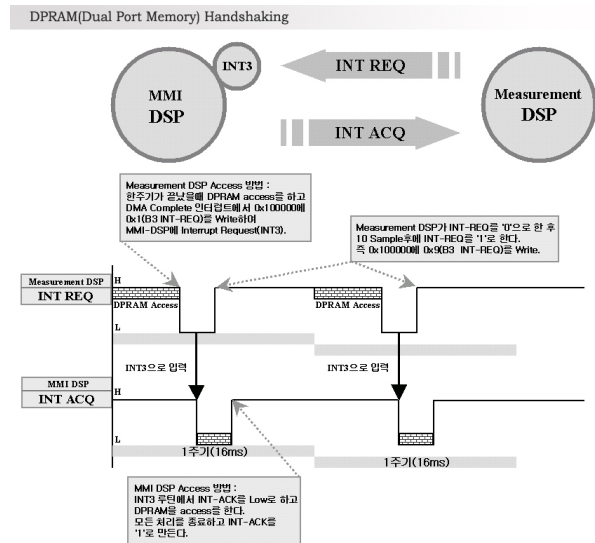 DPRAM(Dual Port Memory) Handshaking
INT3
MMI
DSP
INT REQ
INT ACQ
Measurement
DSP
Measurement DSP Access 방법 :
한주기가 끝났을때 DPRAM access를 하고
DMA Complete 인터럽트에서 0x100000에
0x1(B3 INT-REQ)를 Write하여
MMI-DSP에 Interrupt Request(INT3).
Measurement DSP가 INT-REQ를 '0'으로 한 후
10 Sample후에 INT-REQ를 '1'로 한다.
즉 0x100000에 0x9(B3 INT-REQ)를 Write.
Measurement DSP
INT REQ
H
DPRAM Access
DPRAM Access
L
INT3으로 입력
INT3으로 입력
MMI DSP
INT ACQ
H
L
1주기(16ms)
1주기(16ms)
MMI DSP Access 방법 :
INT3 루틴에서 INT-ACK를 Low로 하고
DPRAM을 access를 한다.
모든 처리를 종료하고 INT-ACK를
'1'로 만든다.